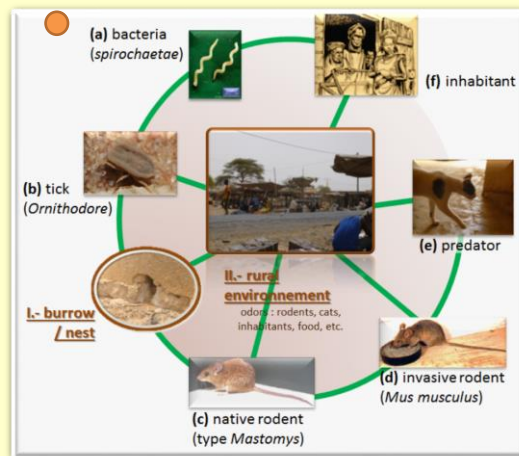 (a) bacteria
(spirochaetae)
(f) inhabitant
(b) tick
(Ornithodore)
(e) predator
I.- burrow
/ nest
II.- rural
environnement
odors : rodents, cats,
inhabitants, food, etc.
(d) invasive rodent
(Mus musculus)
(c) native rodent
(type Mastomys)